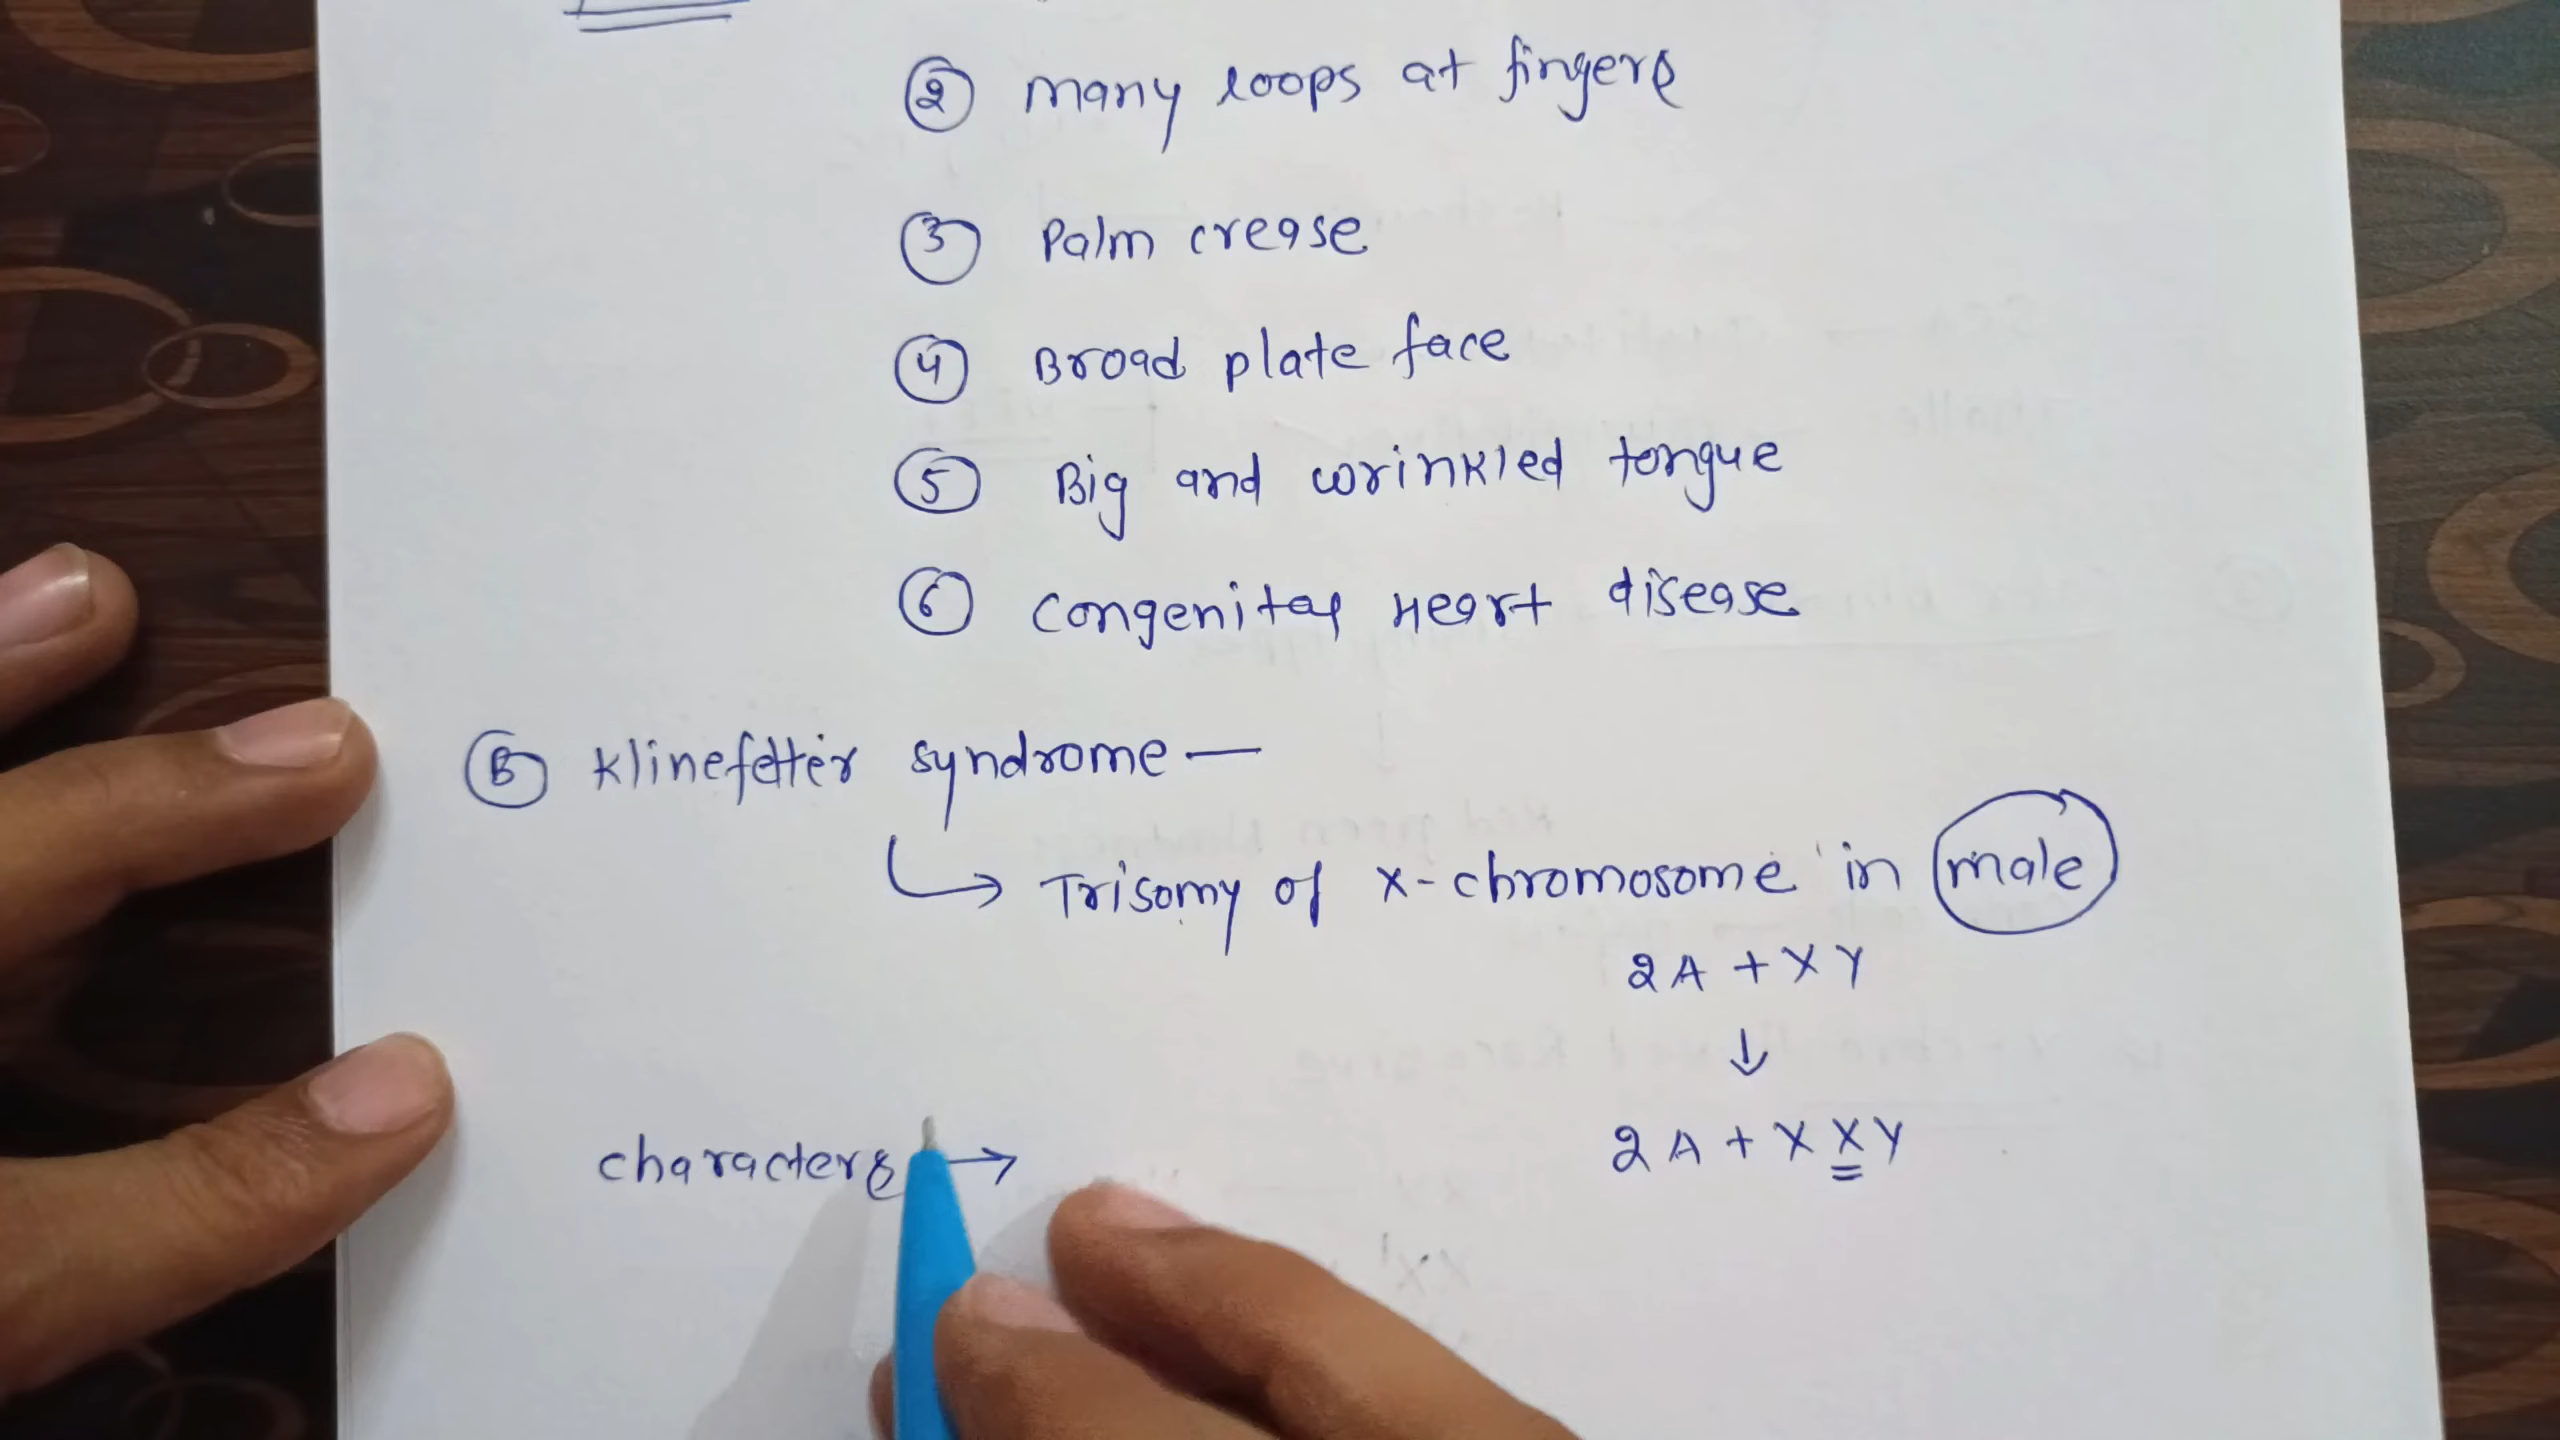 ② many loops at fingers
③ Palm crease
④ Broad plate face
⑤ Big and wrinkled tongue
⑥ congenital Heart disease
Ⓑ Klinefelter syndrome —
↳ Trisomy of X-chromosome in male
2A + XY
↓
2A + XXY
characters →